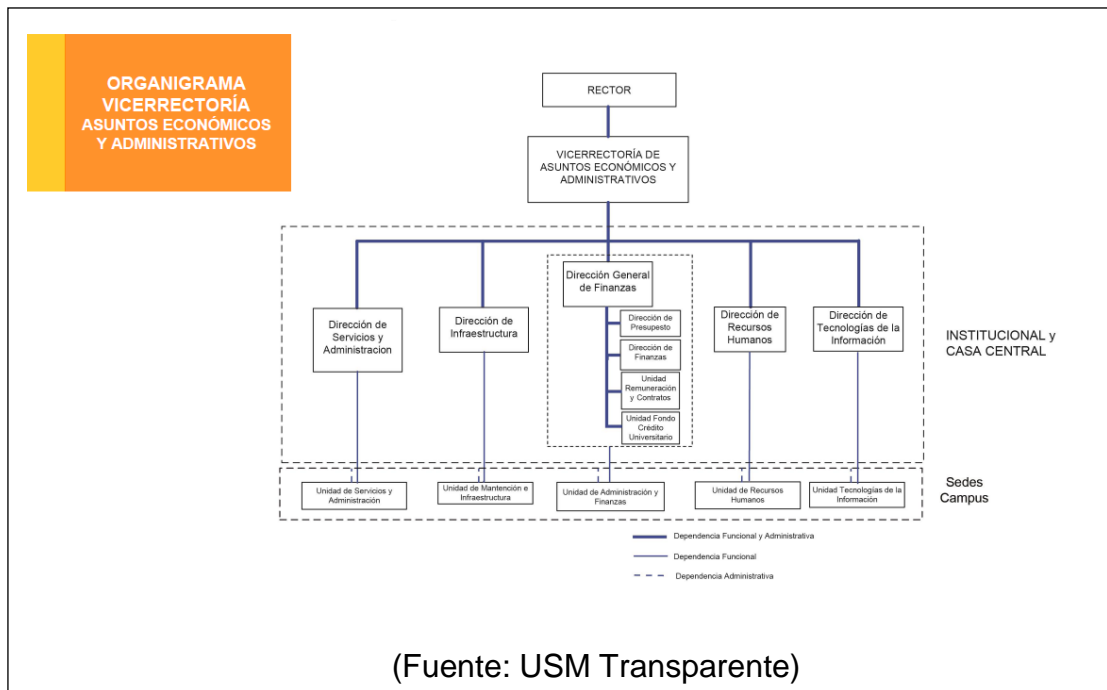 ORGANIGRAMA
VICERRECTORÍA
ASUNTOS ECONÓMICOS
Y ADMINISTRATIVOS
RECTOR
VICERRECTORÍA DE
ASUNTOS ECONÓMICOS Y
ADMINISTRATIVOS
Dirección General
de Finanzas
Dirección de
Servicios y
Administracion
Dirección de
Infraestructura
Dirección de
Presupesto
Dirección de
Finanzas
Unidad
Remuneración
y Contratos
Unidad Fondo
Crédito
Universitario
Dirección de
Recursos
Humanos
Dirección de
Tecnologías de la
Información
INSTITUCIONAL y
CASA CENTRAL
Unidad de Servicios y
Administración
Unidad de Mantención e
Infraestructura
Unidad de Administración y
Finanzas
Unidad de Recursos
Humanos
Unidad Tecnologías de la
Información
Sedes
Campus
Dependencia Funcional y Administrativa
Dependencia Funcional
Dependencia Administrativa
(Fuente: USM Transparente)